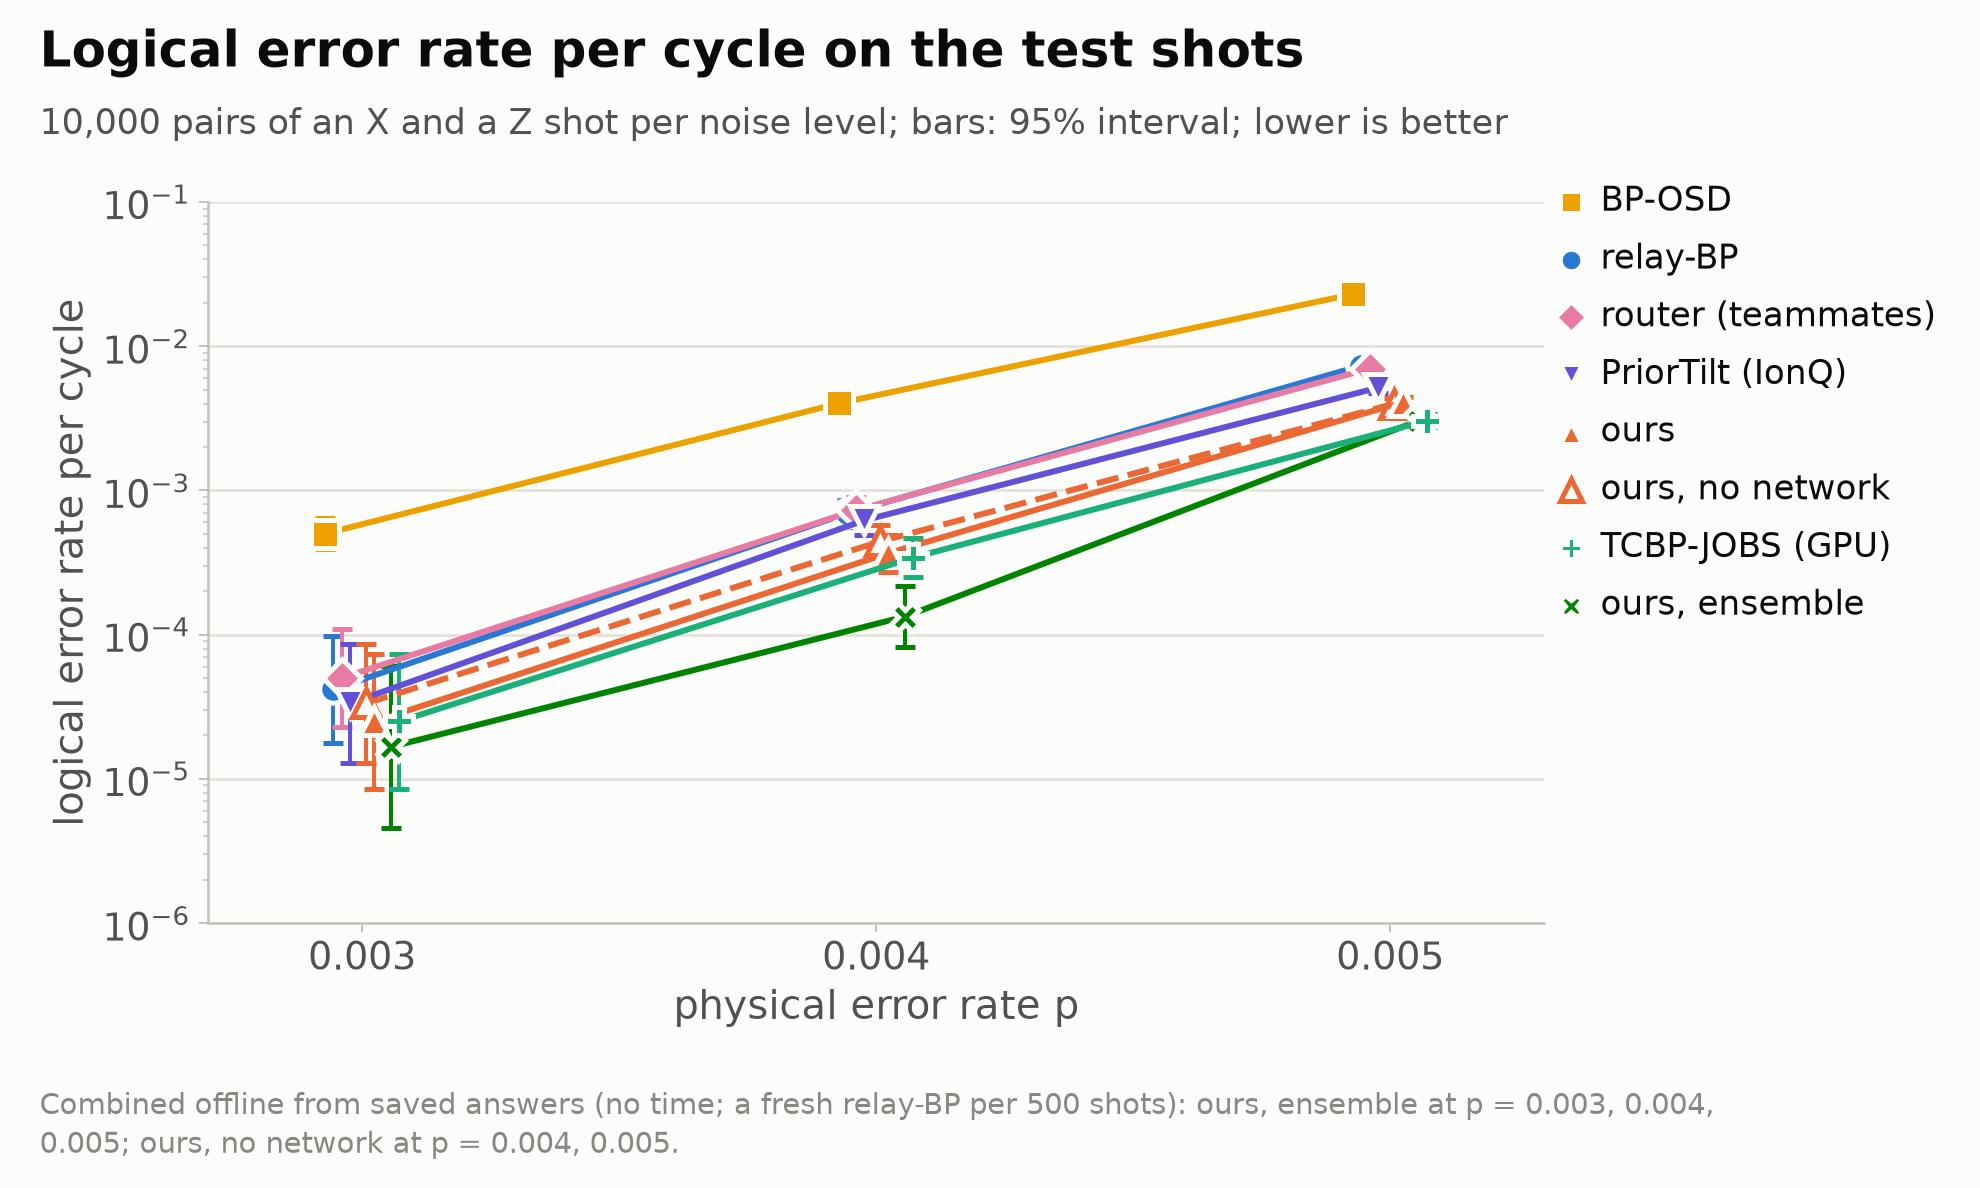 Logical error rate per cycle on the test shots
10,000 pairs of an X and a Z shot per noise level; bars: 95% interval; lower is better
logical error rate per cycle
10⁻¹
10⁻²
10⁻³
10⁻⁴
10⁻⁵
10⁻⁶
0.003 0.004 0.005
physical error rate p
BP-OSD
relay-BP
router (teammates)
PriorTilt (IonQ)
ours
ours, no network
TCBP-JOBS (GPU)
ours, ensemble
Combined offline from saved answers (no time; a fresh relay-BP per 500 shots): ours, ensemble at p = 0.003, 0.004,
0.005; ours, no network at p = 0.004, 0.005.